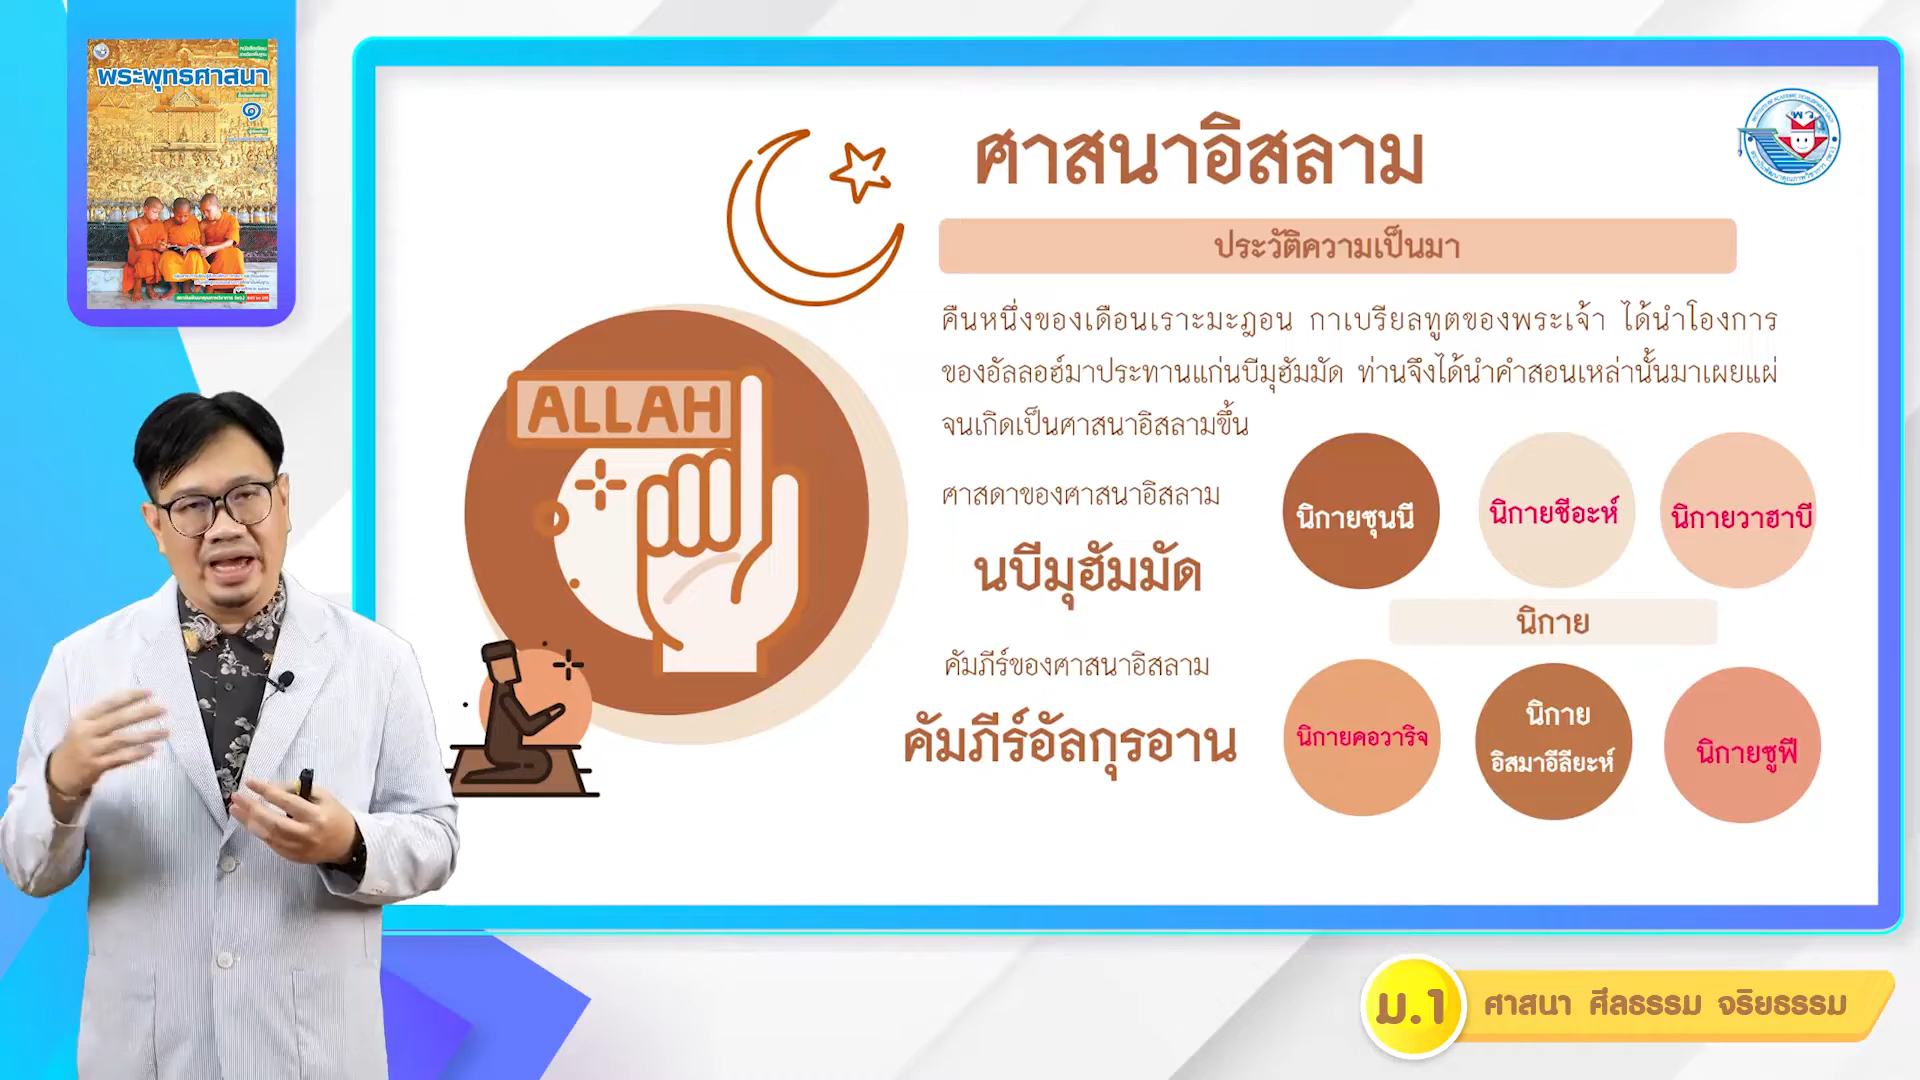 หนังสือเรียน
พระพุทธศาสนา
๑
ศาสนาอิสลาม
ประวัติความเป็นมา
คืนหนึ่งของเดือนเราะมะฎอน กาเบรียลทูตของพระเจ้า ได้นำโองการ
ของอัลลอฮ์มาประทานแก่นบีมุฮัมมัด ท่านจึงได้นำคำสอนเหล่านั้นมาเผยแผ่
จนเกิดเป็นศาสนาอิสลามขึ้น
ALLAH
ศาสดาของศาสนาอิสลาม
นบีมุฮัมมัด
คัมภีร์ของศาสนาอิสลาม
คัมภีร์อัลกุรอาน
นิกายซุนนี
นิกายชีอะห์
นิกายวาฮาบี
นิกาย
นิกายคอวาริจ
นิกาย
อิสมาอีลียะห์
นิกายซูฟี
พว
ม.1
ศาสนา ศีลธรรม จริยธรรม